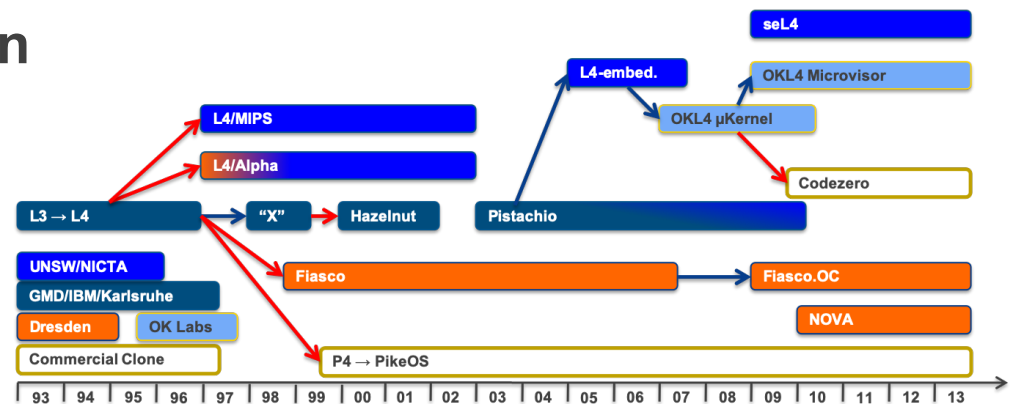 n
seL4
L4-embed.
OKL4 Microvisor
L4/MIPS
OKL4 μKernel
L4/Alpha
Codezero
L3 → L4
“X”
Hazelnut
Pistachio
UNSW/NICTA
Fiasco
Fiasco.OC
GMD/IBM/Karlsruhe
Dresden
OK Labs
NOVA
Commercial Clone
P4 → PikeOS
93 94 95 96 97 98 99 00 01 02 03 04 05 06 07 08 09 10 11 12 13